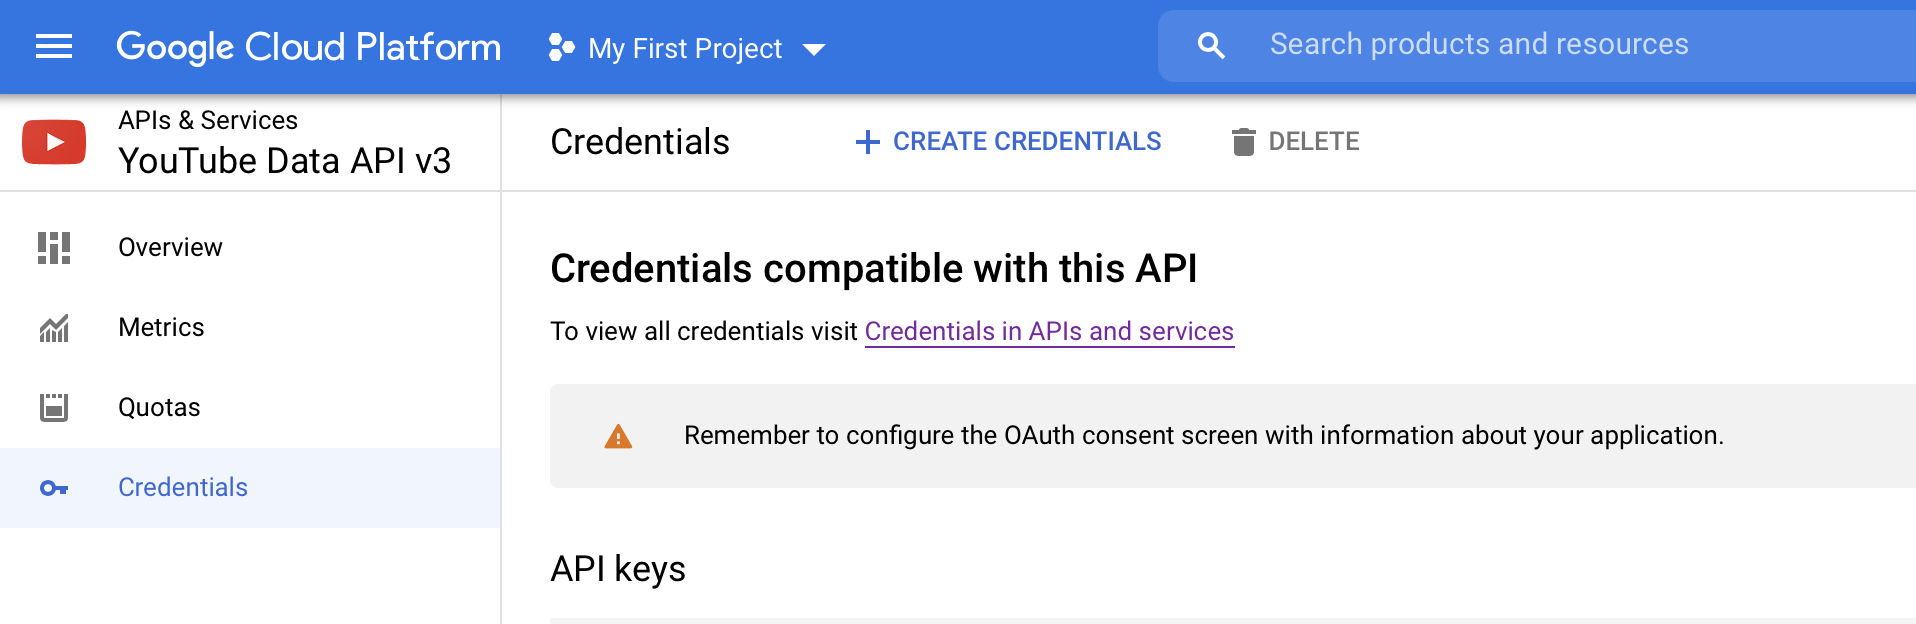 Google Cloud Platform
My First Project
Search products and resources
APIs & Services
YouTube Data API v3
Credentials
CREATE CREDENTIALS
DELETE
Overview
Metrics
Quotas
Credentials
Credentials compatible with this API
To view all credentials visit Credentials in APIs and services
Remember to configure the OAuth consent screen with information about your application.
API keys